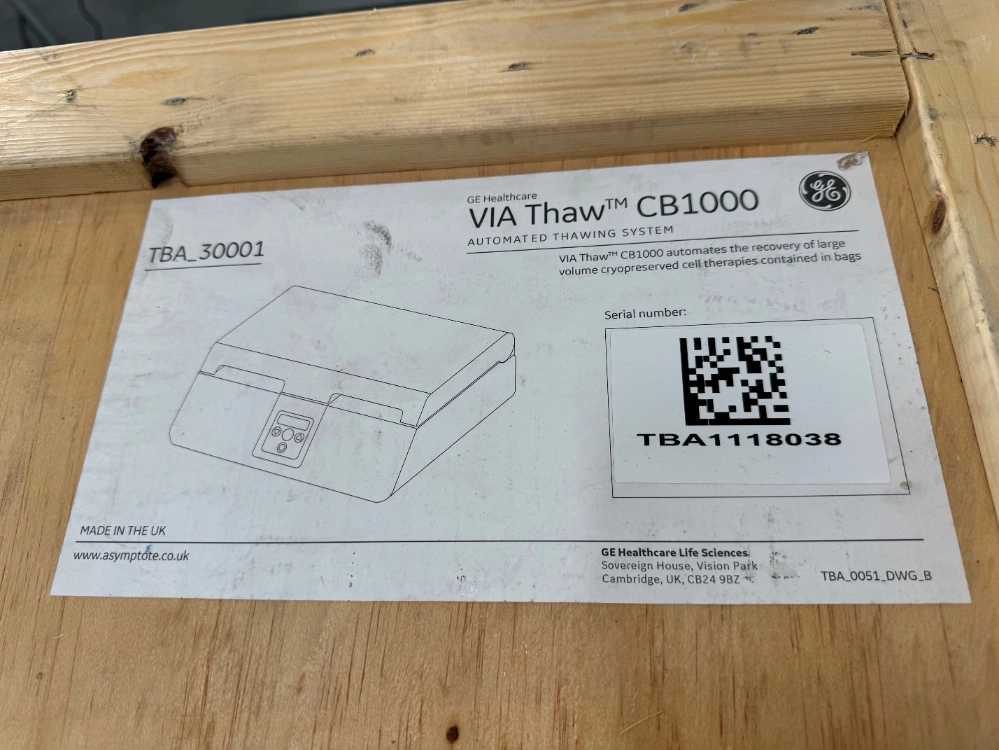 GE Healthcare
VIA Thaw™ CB1000
AUTOMATED THAWING SYSTEM
TBA_30001
VIA Thaw™ CB1000 automates the recovery of large
volume cryopreserved cell therapies contained in bags
Serial number:
TBA1118038
MADE IN THE UK
www.asymptote.co.uk
GE Healthcare Life Sciences.
Sovereign House, Vision Park
Cambridge, UK, CB24 9BZ
TBA_0051_DWG_B
GE